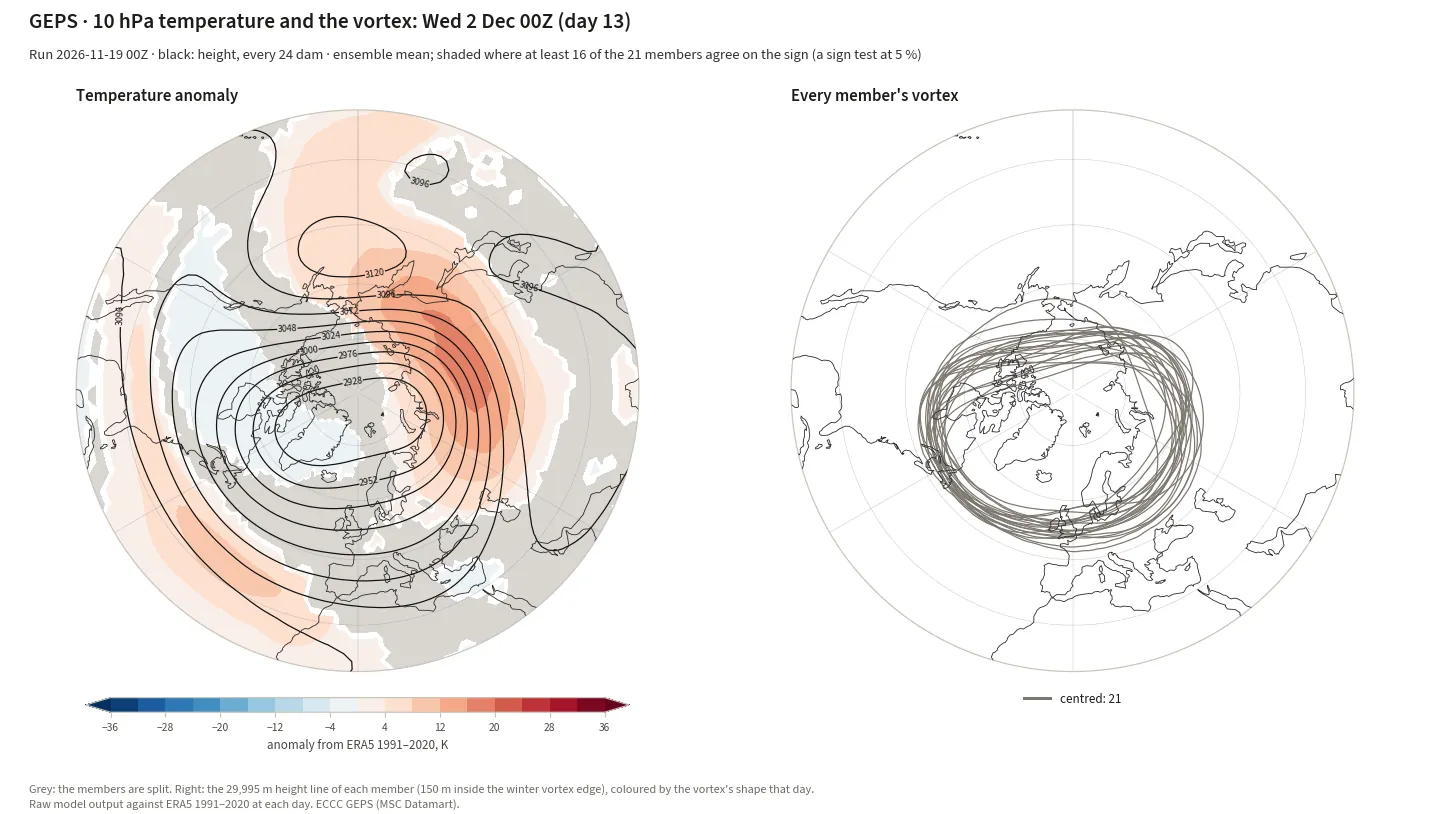 GEPS · 10 hPa temperature and the vortex: Wed 2 Dec 00Z (day 13)
Run 2026-11-19 00Z · black: height, every 24 dam · ensemble mean; shaded where at least 16 of the 21 members agree on the sign (a sign test at 5 %)
Temperature anomaly
Every member's vortex
3096
3120
3096
3096
3072
3096
3048
3024
3000
2976
2928
2952
centred: 21
−36 −28 −20 −12 −4 4 12 20 28 36
anomaly from ERA5 1991–2020, K
Grey: the members are split. Right: the 29,995 m height line of each member (150 m inside the winter vortex edge), coloured by the vortex's shape that day.
Raw model output against ERA5 1991–2020 at each day. ECCC GEPS (MSC Datamart).